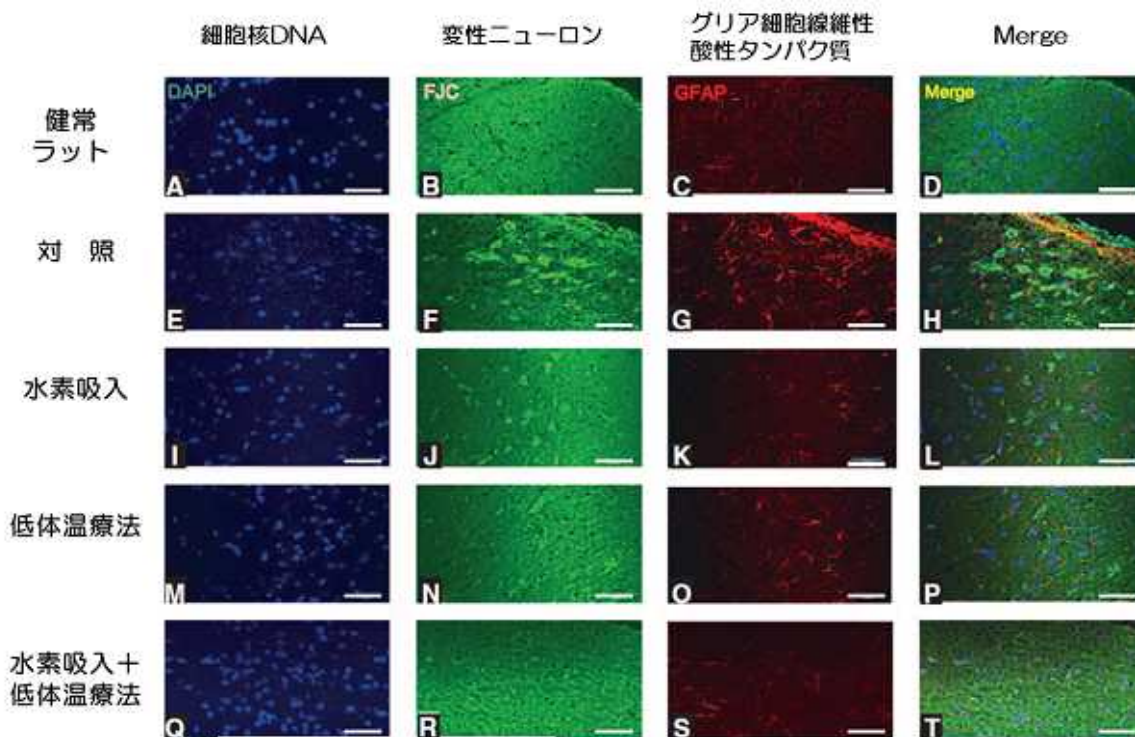 細胞核DNA
変性ニューロン
グリア細胞線維性
酸性タンパク質
Merge
健常
ラット
DAPI
A
FJC
B
GFAP
C
Merge
D
対 照
E
F
G
H
水素吸入
I
J
K
L
低体温療法
M
N
O
P
水素吸入+
低体温療法
Q
R
S
T